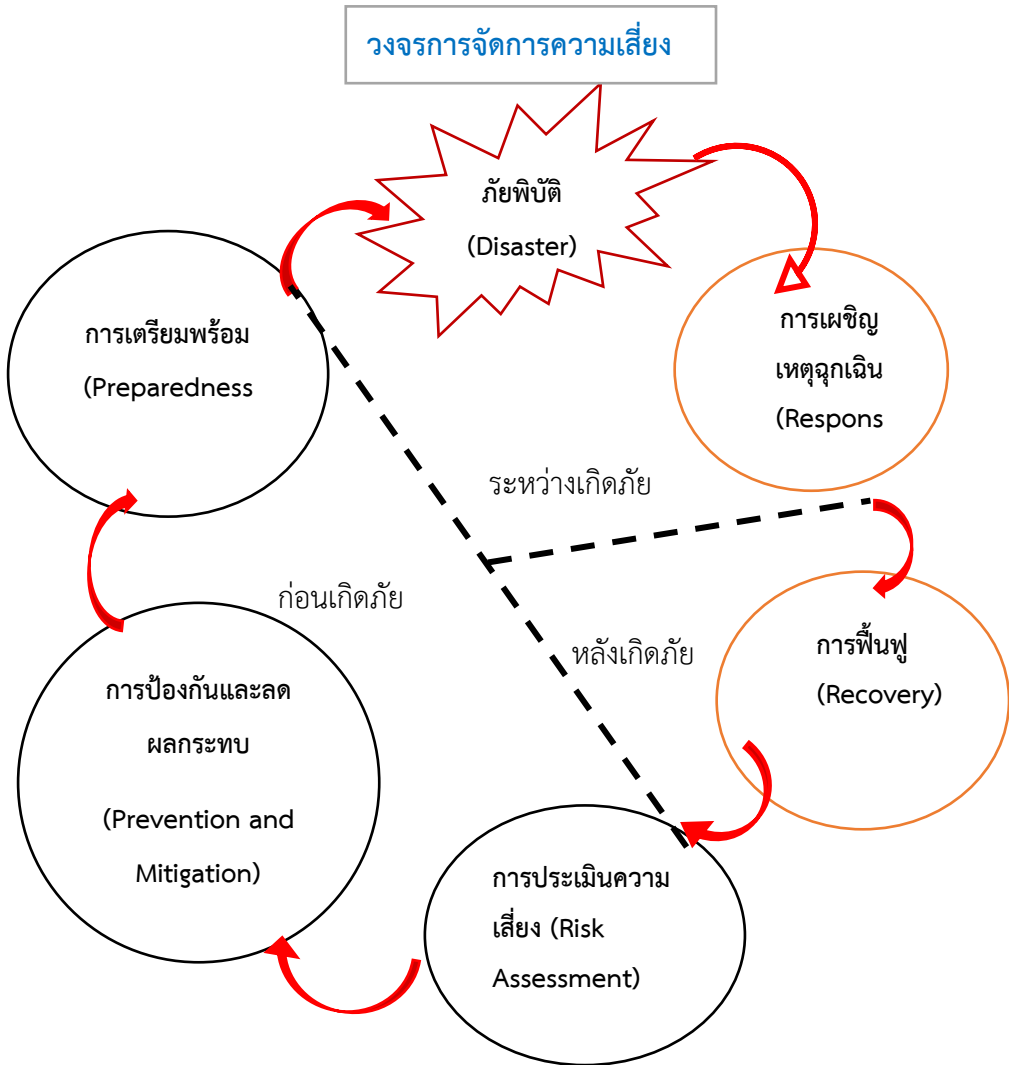 วงจรการจัดการความเสี่ยง
ภัยพิบัติ
(Disaster)
การเผชิญ
เหตุฉุกเฉิน
(Respons
การเตรียมพร้อม
(Preparedness
ระหว่างเกิดภัย
ก่อนเกิดภัย
หลังเกิดภัย
การฟื้นฟู
(Recovery)
การป้องกันและลด
ผลกระทบ
(Prevention and
Mitigation)
การประเมินความ
เสี่ยง (Risk
Assessment)